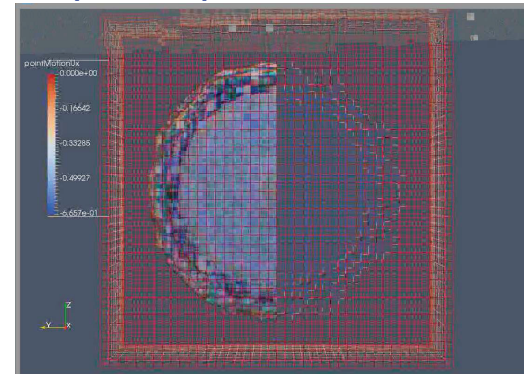 pointMotionUx
0.000e+00
-0.16642
-0.33285
-0.49927
-6.657e-01
Z
Y
X